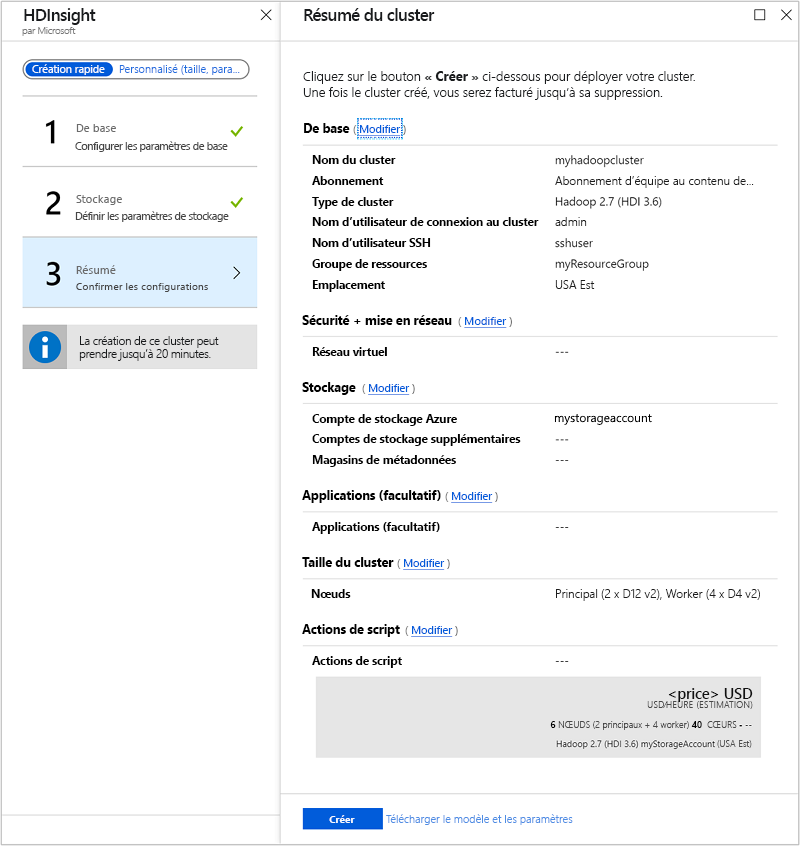 HDInsight
par Microsoft
Création rapide Personnalisé (taille, para...
1 De base
Configurer les paramètres de base
2 Stockage
Définir les paramètres de stockage
3 Résumé
Confirmer les configurations
La création de ce cluster peut
prendre jusqu'à 20 minutes.
Résumé du cluster
Cliquez sur le bouton « Créer » ci-dessous pour déployer votre cluster.
Une fois le cluster créé, vous serez facturé jusqu'à sa suppression.
De base (Modifier)
Nom du cluster myhadoopcluster
Abonnement Abonnement d'équipe au contenu de...
Type de cluster Hadoop 2.7 (HDI 3.6)
Nom d'utilisateur de connexion au cluster admin
Nom d'utilisateur SSH sshuser
Groupe de ressources myResourceGroup
Emplacement USA Est
Sécurité + mise en réseau ( Modifier )
Réseau virtuel ---
Stockage ( Modifier )
Compte de stockage Azure mystorageaccount
Comptes de stockage supplémentaires ---
Magasins de métadonnées ---
Applications (facultatif) ( Modifier )
Applications (facultatif) ---
Taille du cluster ( Modifier )
Nœuds Principal (2 x D12 v2), Worker (4 x D4 v2)
Actions de script ( Modifier )
Actions de script ---
<price> USD
USD/HEURE (ESTIMATION)
6 NŒUDS (2 principaux + 4 worker) 40 CŒURS - --
Hadoop 2.7 (HDI 3.6) myStorageAccount (USA Est)
Créer Télécharger le modèle et les paramètres